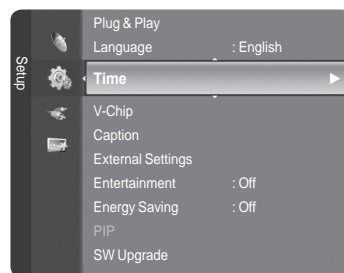 Setup
Plug & Play
Language : English
Time
V-Chip
Caption
External Settings
Entertainment : Off
Energy Saving : Off
PIP
SW Upgrade